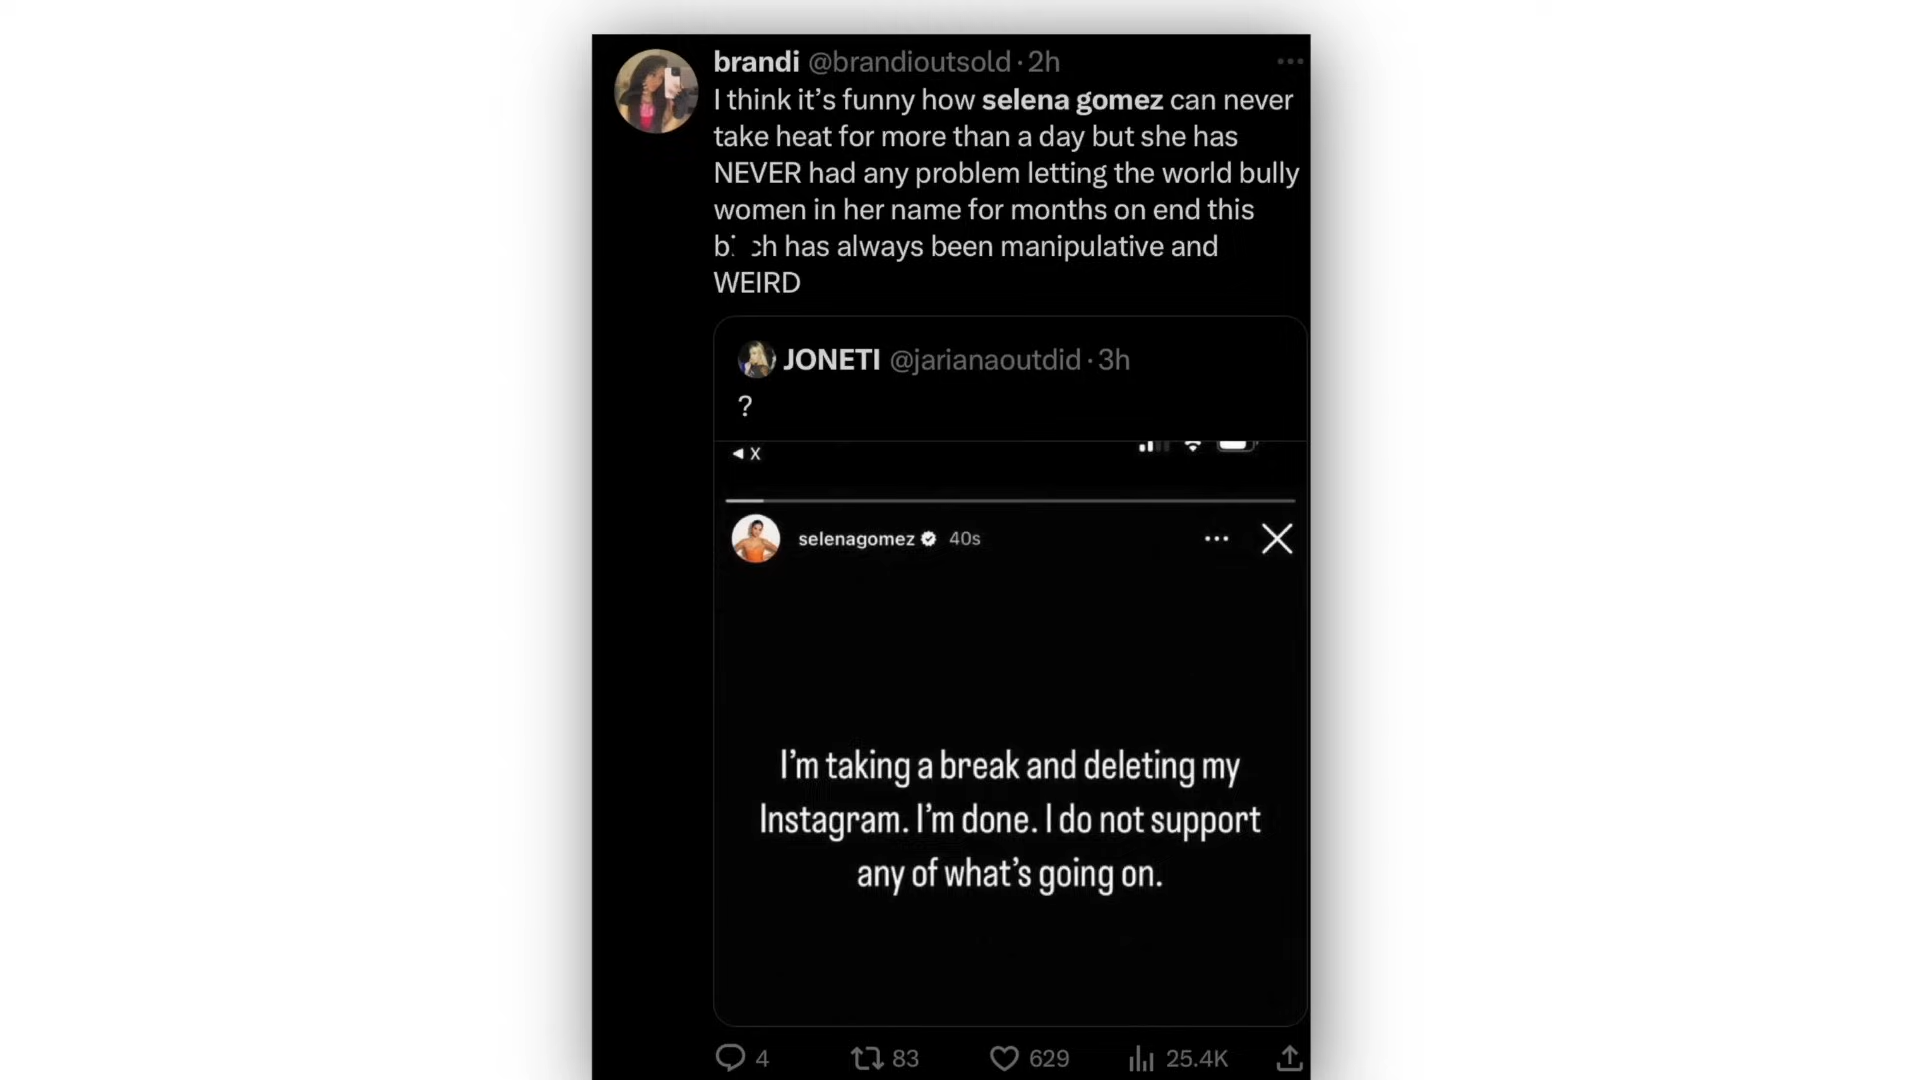 brandi @brandioutsold · 2h
I think it's funny how selena gomez can never
take heat for more than a day but she has
NEVER had any problem letting the world bully
women in her name for months on end this
b ch has always been manipulative and
WEIRD
JONETI @jarianaoutdid · 3h
?
◄ X
selenagomez 40s
I'm taking a break and deleting my
Instagram. I'm done. I do not support
any of what's going on.
4 83 629 25.4K